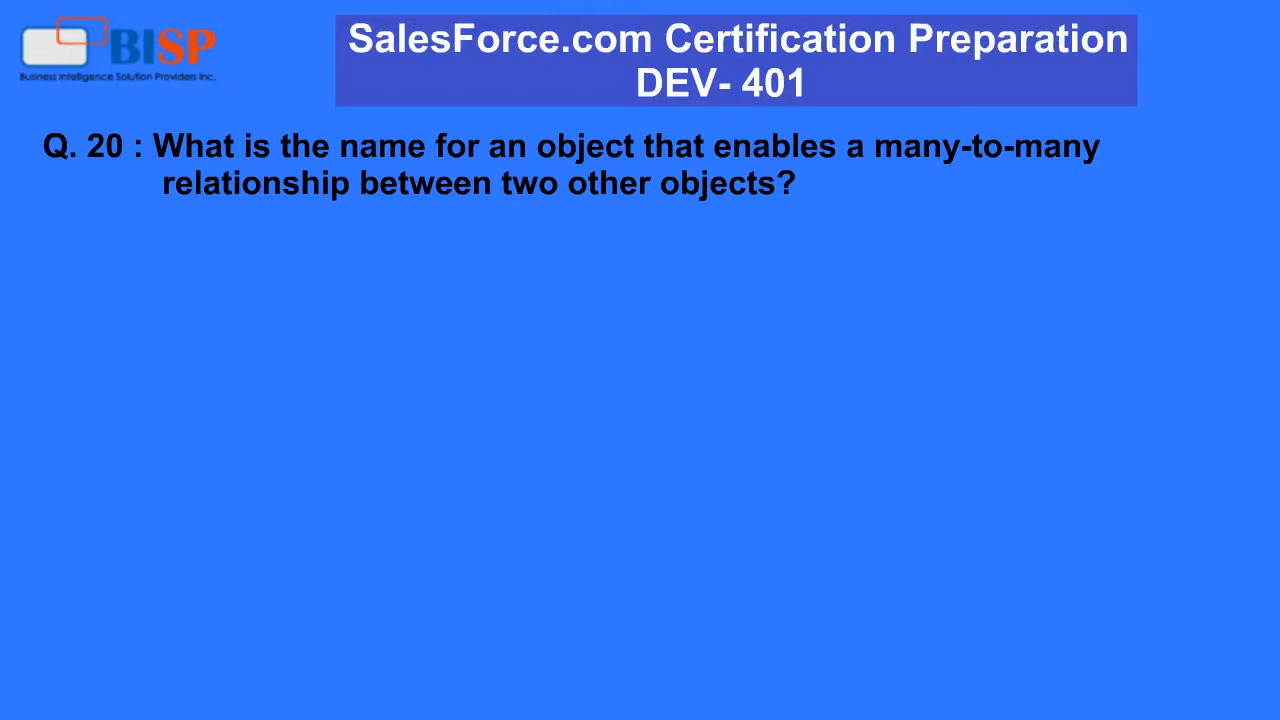 BISP
Business Intelligence Solution Providers Inc.
SalesForce.com Certification Preparation
DEV- 401
Q. 20 : What is the name for an object that enables a many-to-many
relationship between two other objects?